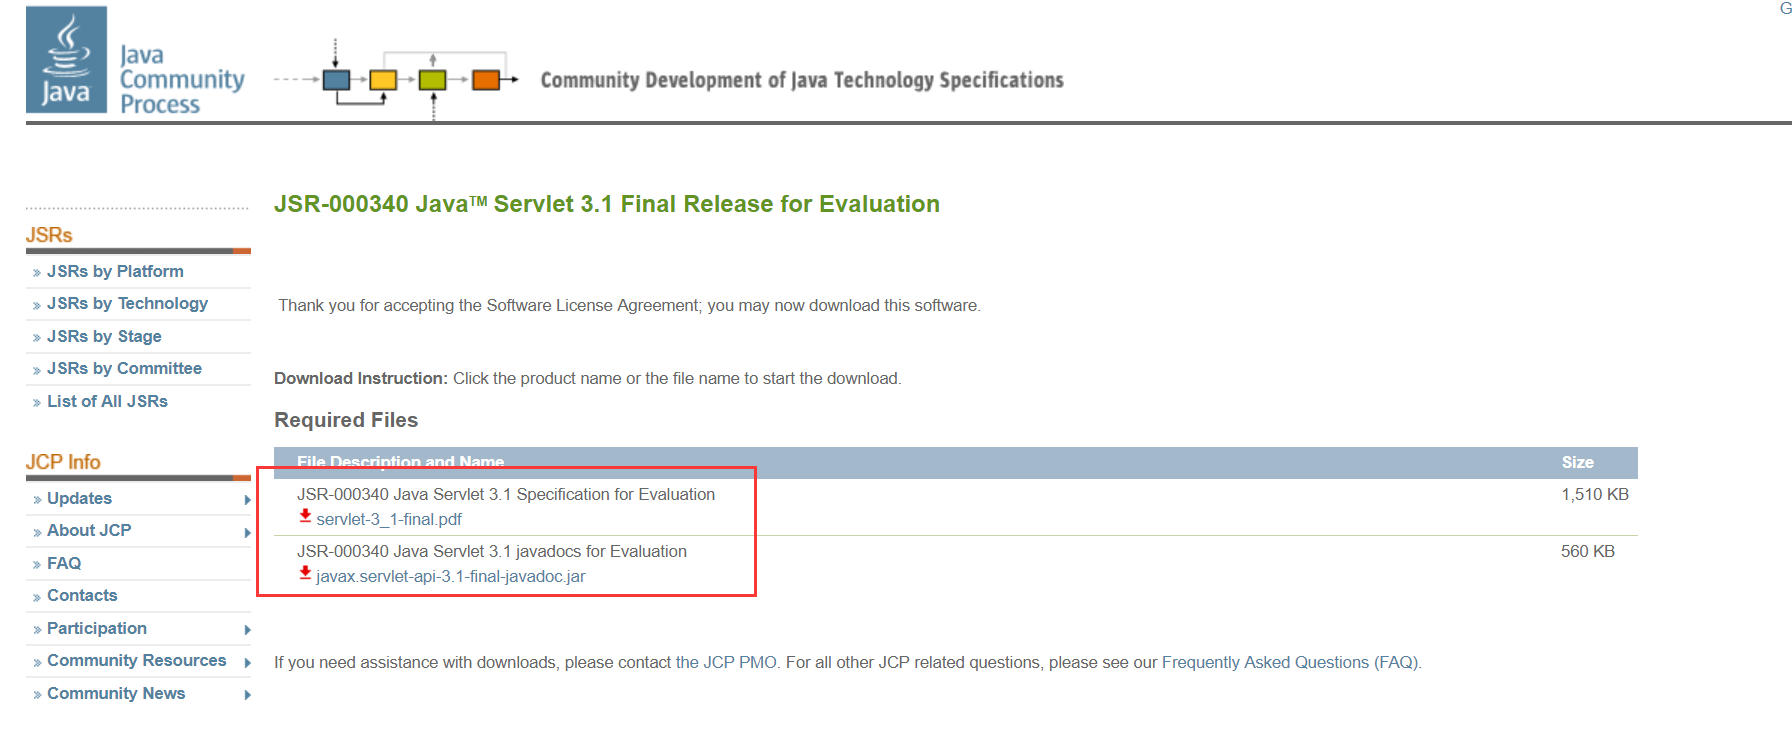 G
Java
Java
Community
Process
Community Development of Java Technology Specifications
JSR-000340 Java™ Servlet 3.1 Final Release for Evaluation
JSRs
» JSRs by Platform
» JSRs by Technology
» JSRs by Stage
» JSRs by Committee
» List of All JSRs
Thank you for accepting the Software License Agreement; you may now download this software.
Download Instruction: Click the product name or the file name to start the download.
Required Files
JCP Info
» Updates
» About JCP
» FAQ
» Contacts
» Participation
» Community Resources
» Community News
File Description and Name Size
JSR-000340 Java Servlet 3.1 Specification for Evaluation 1,510 KB
servlet-3_1-final.pdf
JSR-000340 Java Servlet 3.1 javadocs for Evaluation 560 KB
javax.servlet-api-3.1-final-javadoc.jar
If you need assistance with downloads, please contact the JCP PMO. For all other JCP related questions, please see our Frequently Asked Questions (FAQ).